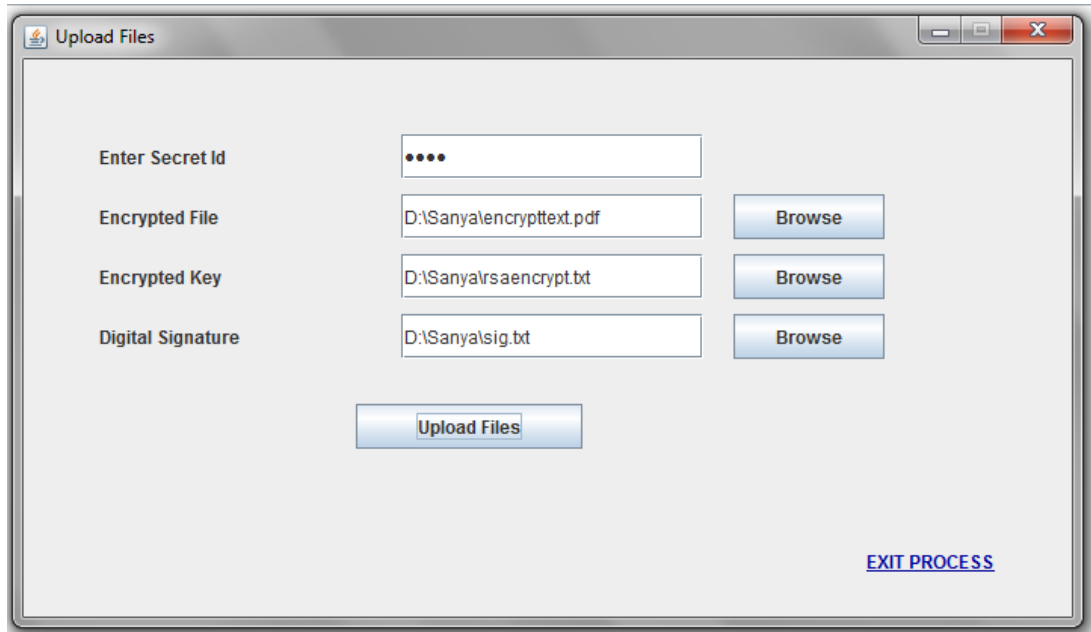 Upload Files
Enter Secret Id ••••
Encrypted File D:\Sanya\encrypttext.pdf Browse
Encrypted Key D:\Sanya\rsaencrypt.txt Browse
Digital Signature D:\Sanya\sig.txt Browse
Upload Files
EXIT PROCESS